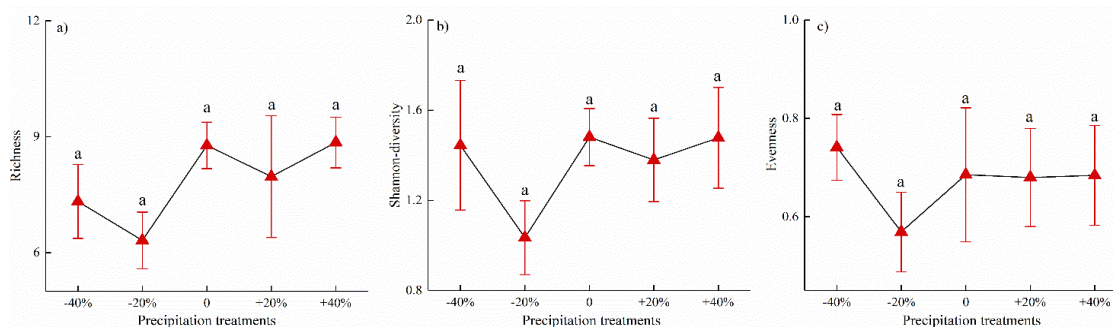 a)
12
9
6
Richness
a a a a a
-40% -20% 0 +20% +40%
Precipitation treatments
b)
2.0
1.6
1.2
0.8
Shannon-diversity
a a a a a
-40% -20% 0 +20% +40%
Precipitation treatments
c)
1.0
0.8
0.6
Evenness
a a a a a
-40% -20% 0 +20% +40%
Precipitation treatments